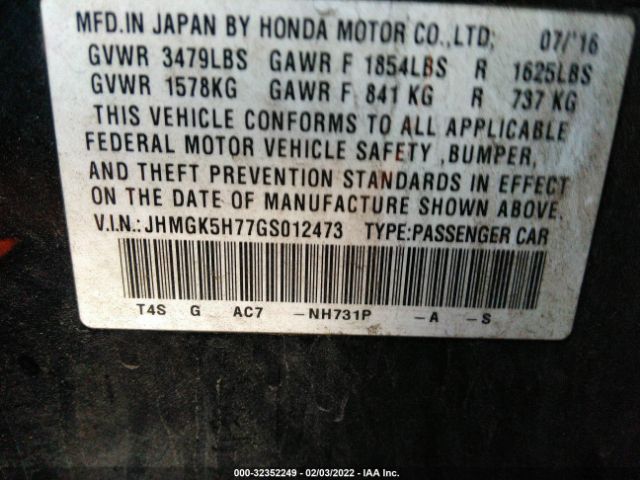 MFD.IN JAPAN BY HONDA MOTOR CO.,LTD; 07/'16
GVWR 3479LBS GAWR F 1854LBS R 1625LBS
GVWR 1578KG GAWR F 841 KG R 737 KG
THIS VEHICLE CONFORMS TO ALL APPLICABLE
FEDERAL MOTOR VEHICLE SAFETY ,BUMPER,
AND THEFT PREVENTION STANDARDS IN EFFECT
ON THE DATE OF MANUFACTURE SHOWN ABOVE.
V.I.N.: JHMGK5H77GS012473 TYPE:PASSENGER CAR
T4S G AC7 -NH731P -A -S
000-32352249 - 02/03/2022 - IAA Inc.